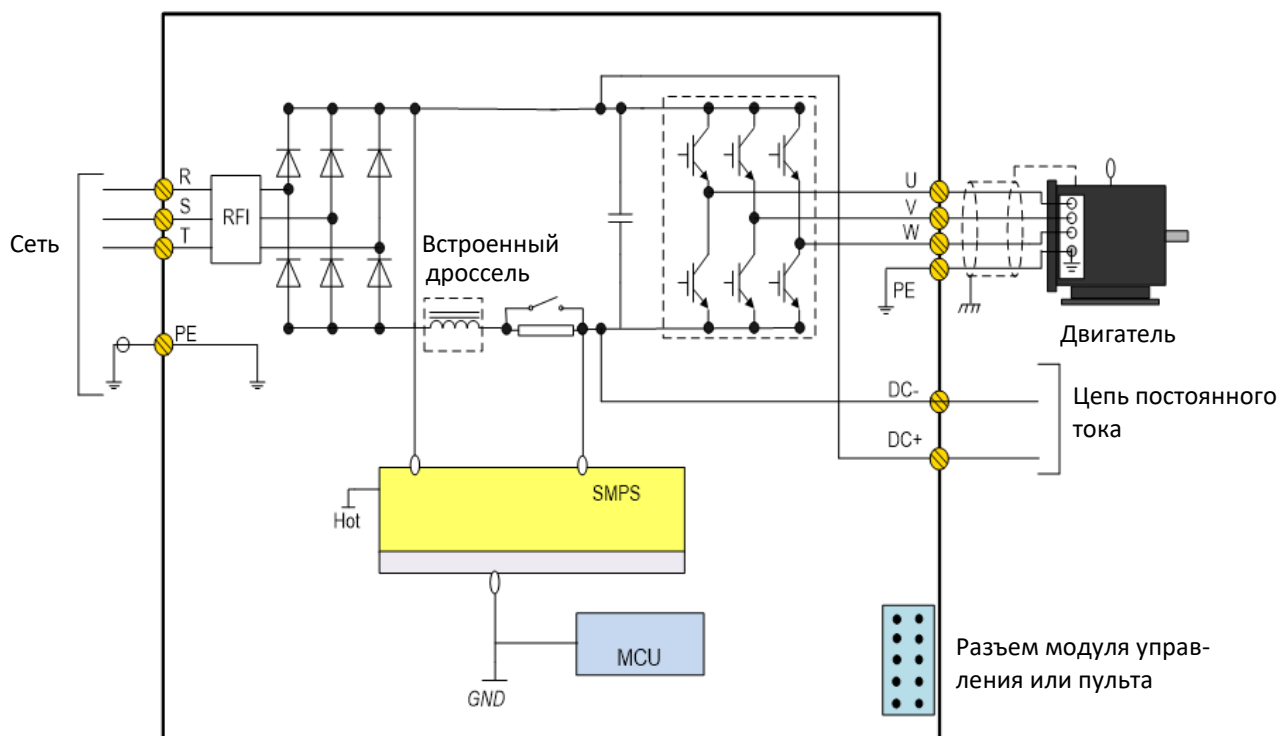 R
S
T
RFI
Сеть
PE
Встроенный
дроссель
U
V
W
PE
Двигатель
DC-
DC+
Цепь постоянного
тока
SMPS
Hot
MCU
GND
Разъем модуля управ-
ления или пульта